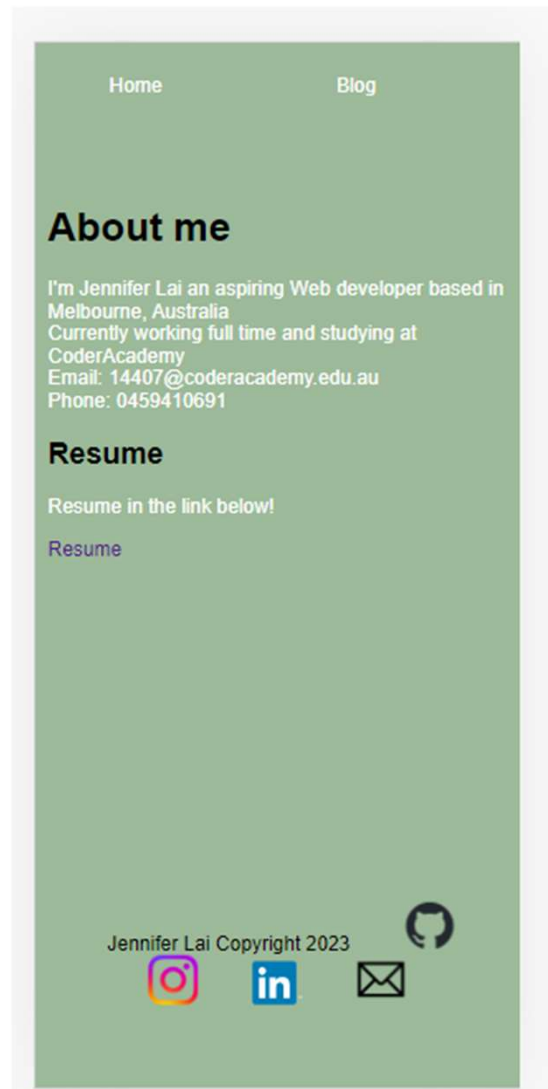 Home Blog
About me
I'm Jennifer Lai an aspiring Web developer based in
Melbourne, Australia
Currently working full time and studying at
CoderAcademy
Email: 14407@coderacademy.edu.au
Phone: 0459410691
Resume
Resume in the link below!
Resume
Jennifer Lai Copyright 2023
in